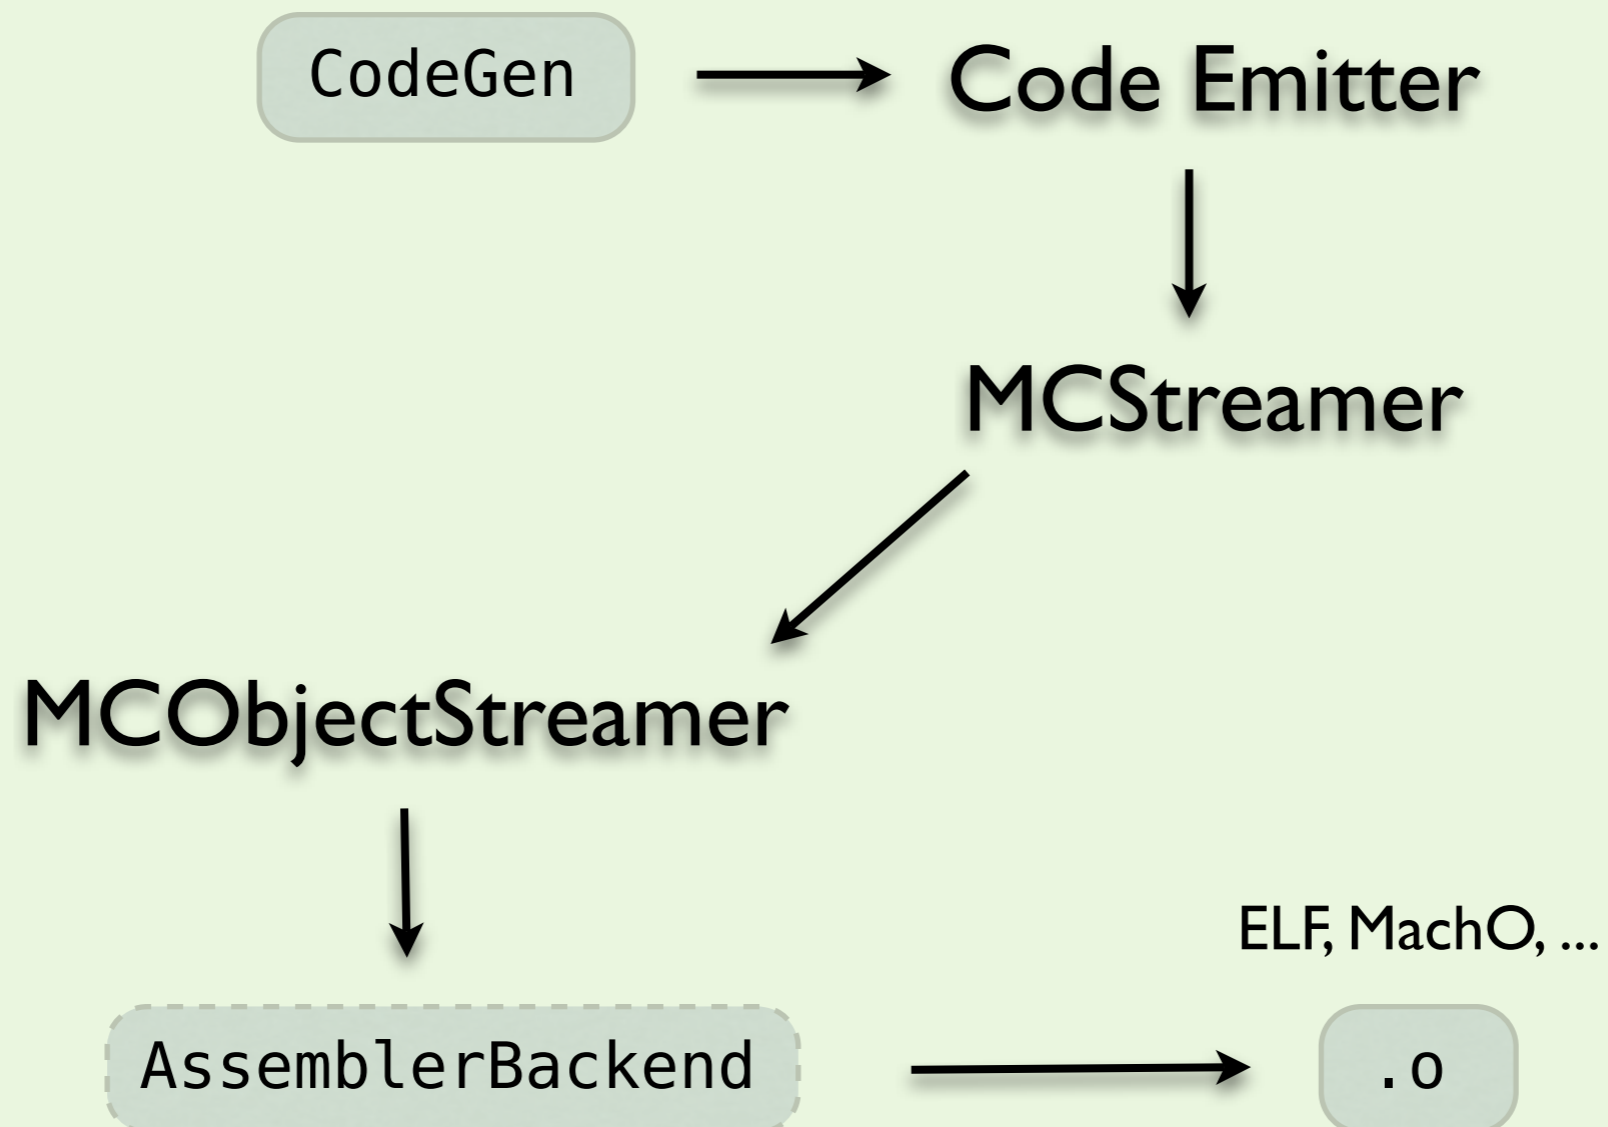 CodeGen
Code Emitter
MCStreamer
MCObjectStreamer
ELF, MachO, ...
AssemblerBackend
.o